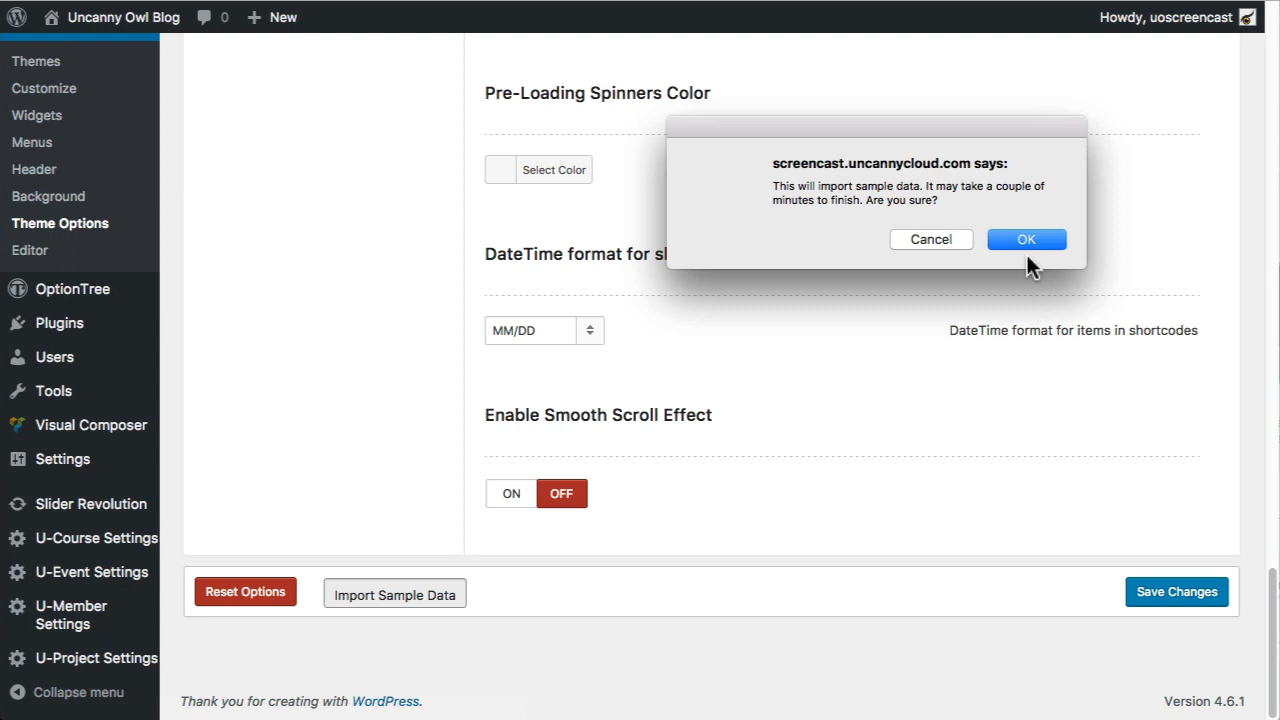 Uncanny Owl Blog 0 New Howdy, uoscreencast
Themes
Customize
Widgets
Menus
Header
Background
Theme Options
Editor
OptionTree
Plugins
Users
Tools
Visual Composer
Settings
Slider Revolution
U-Course Settings
U-Event Settings
U-Member
Settings
U-Project Settings
Collapse menu
Pre-Loading Spinners Color
Select Color
screencast.uncannycloud.com says:
This will import sample data. It may take a couple of
minutes to finish. Are you sure?
Cancel OK
DateTime format for
MM/DD DateTime format for items in shortcodes
Enable Smooth Scroll Effect
ON OFF
Reset Options Import Sample Data Save Changes
Thank you for creating with WordPress. Version 4.6.1